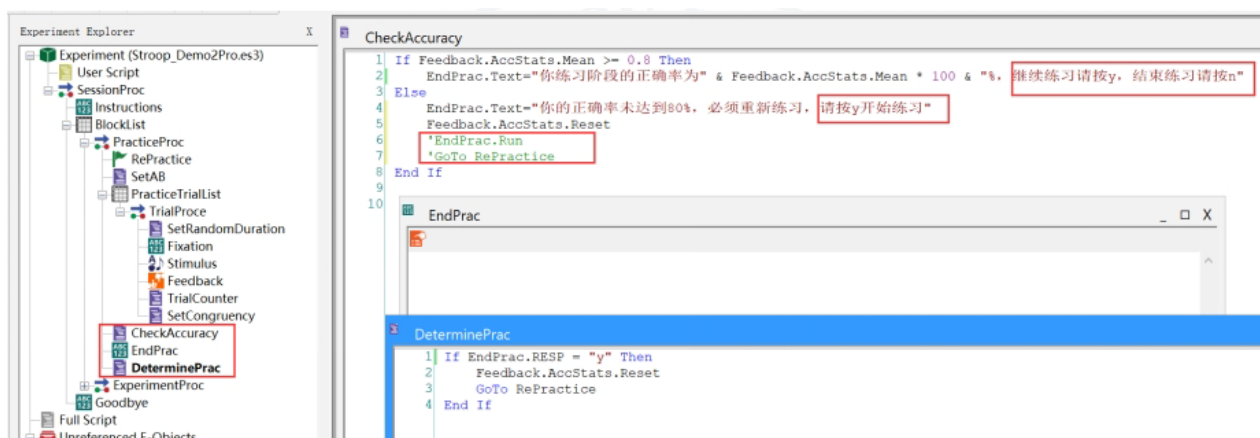 Experiment Explorer X
Experiment (Stroop_Demo2Pro.es3)
User Script
SessionProc
Instructions
BlockList
PracticeProc
RePractice
SetAB
PracticeTrialList
TrialProce
SetRandomDuration
Fixation
Stimulus
Feedback
TrialCounter
SetCongruency
CheckAccuracy
EndPrac
DeterminePrac
ExperimentProc
Goodbye
Full Script
Unreferenced E-Objects
CheckAccuracy
1 If Feedback.AccStats.Mean >= 0.8 Then
2 EndPrac.Text="你练习阶段的正确率为" & Feedback.AccStats.Mean * 100 & "%，继续练习请按y，结束练习请按n"
3 Else
4 EndPrac.Text="你的正确率未达到80%，必须重新练习，请按y开始练习"
5 Feedback.AccStats.Reset
6 'EndPrac.Run
7 'GoTo RePractice
8 End If
9
10
EndPrac _ □ X
DeterminePrac
1 If EndPrac.RESP = "y" Then
2 Feedback.AccStats.Reset
3 GoTo RePractice
4 End If